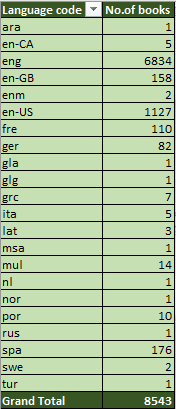 Language code No.of books
ara 1
en-CA 5
eng 6834
en-GB 158
enm 2
en-US 1127
fre 110
ger 82
gla 1
glg 1
grc 7
ita 5
lat 3
msa 1
mul 14
nl 1
nor 1
por 10
rus 1
spa 176
swe 2
tur 1
Grand Total 8543